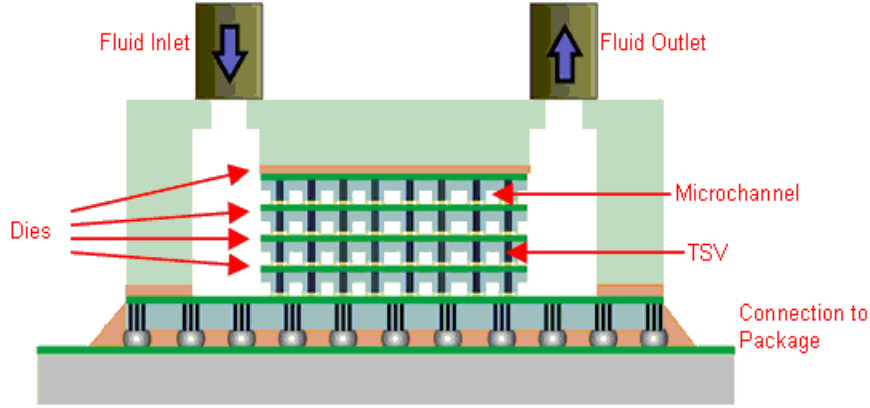 Fluid Inlet
Fluid Outlet
Microchannel
Dies
TSV
Connection to
Package